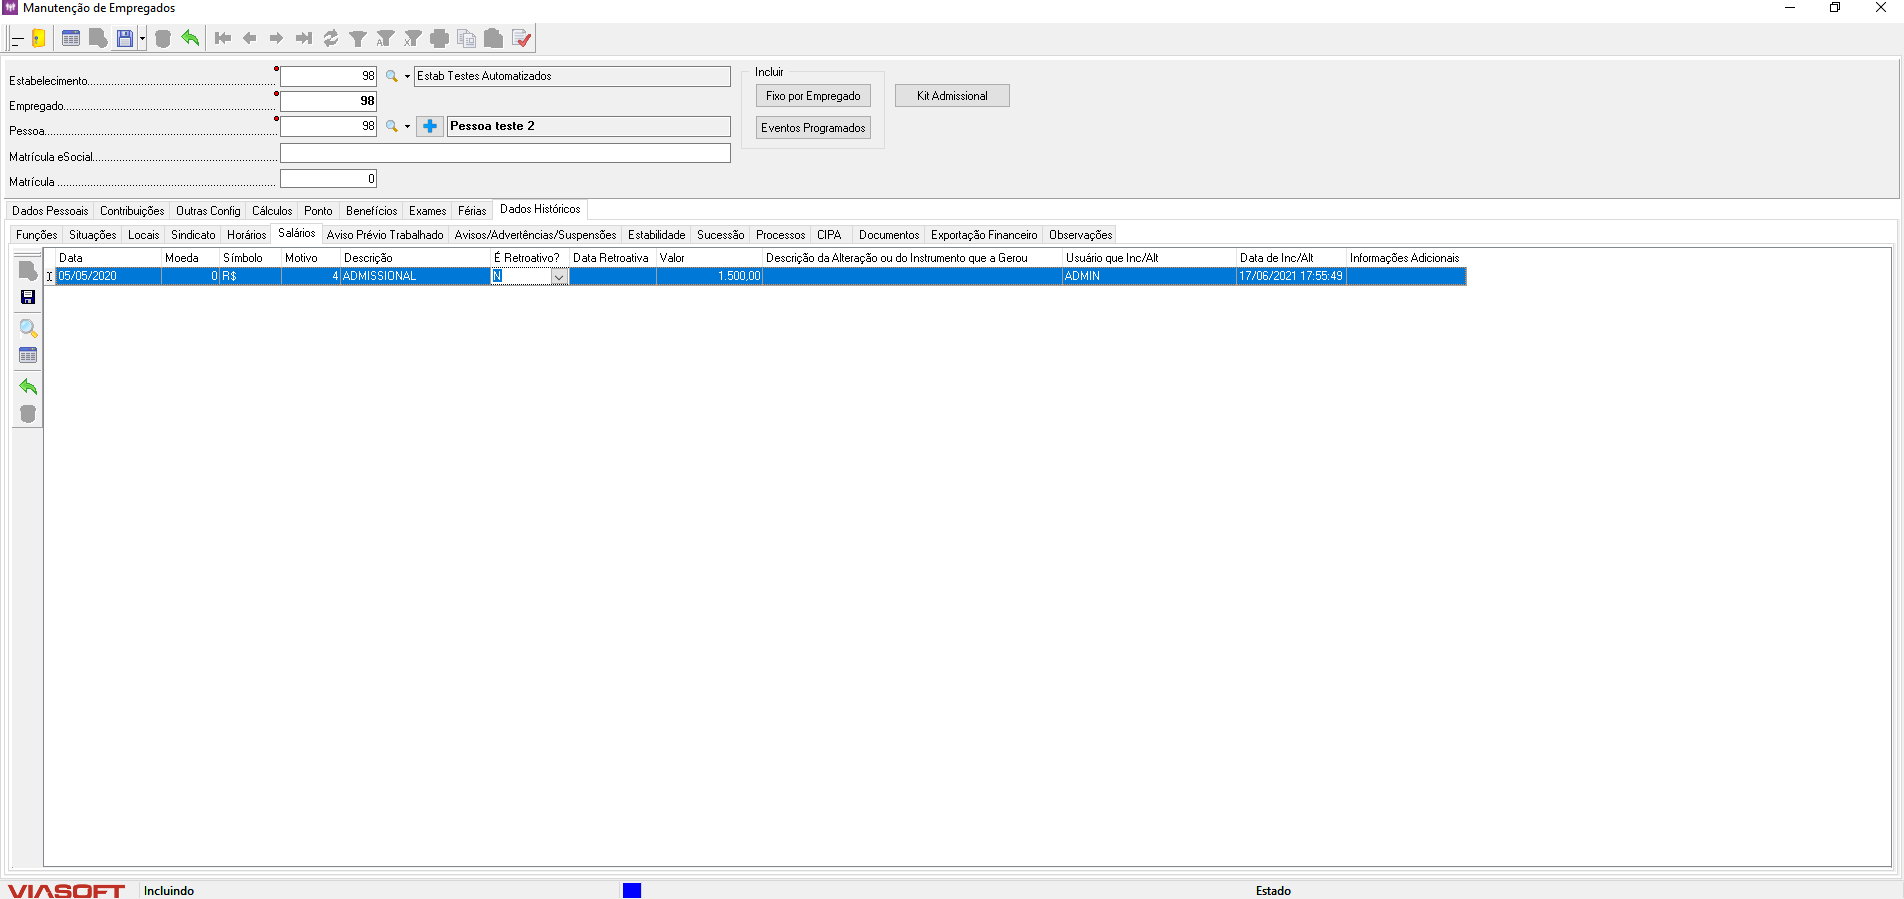 Manutenção de Empregados
Estabelecimento 98 Estab Testes Automatizados
Empregado 98
Pessoa 98 Pessoa teste 2
Matrícula eSocial
Matrícula 0
Incluir
Fixo por Empregado
Eventos Programados
Kit Admissional
Dados Pessoais Contribuições Outras Config Cálculos Ponto Benefícios Exames Férias Dados Históricos
Funções Situações Locais Sindicato Horários Salários Aviso Prévio Trabalhado Avisos/Advertências/Suspensões Estabilidade Sucessão Processos CIPA Documentos Exportação Financeiro Observações
Data Moeda Símbolo Motivo Descrição É Retroativo? Data Retroativa Valor Descrição da Alteração ou do Instrumento que a Gerou Usuário que Inc/Alt Data de Inc/Alt Informações Adicionais
05/05/2020 0 R$ 4 ADMISSIONAL N 1.500,00 ADMIN 17/06/2021 17:55:49
VIASOFT Incluindo Estado